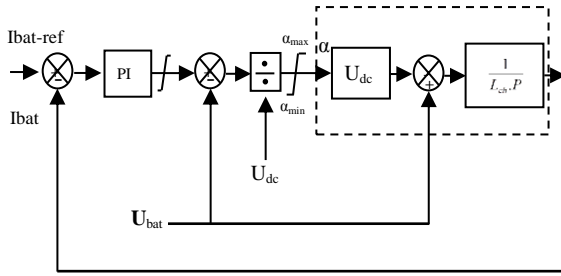 Ibat-ref
αmax
α
PI
Udc
1
Lch.P
αmin
Ibat
Udc
Ubat